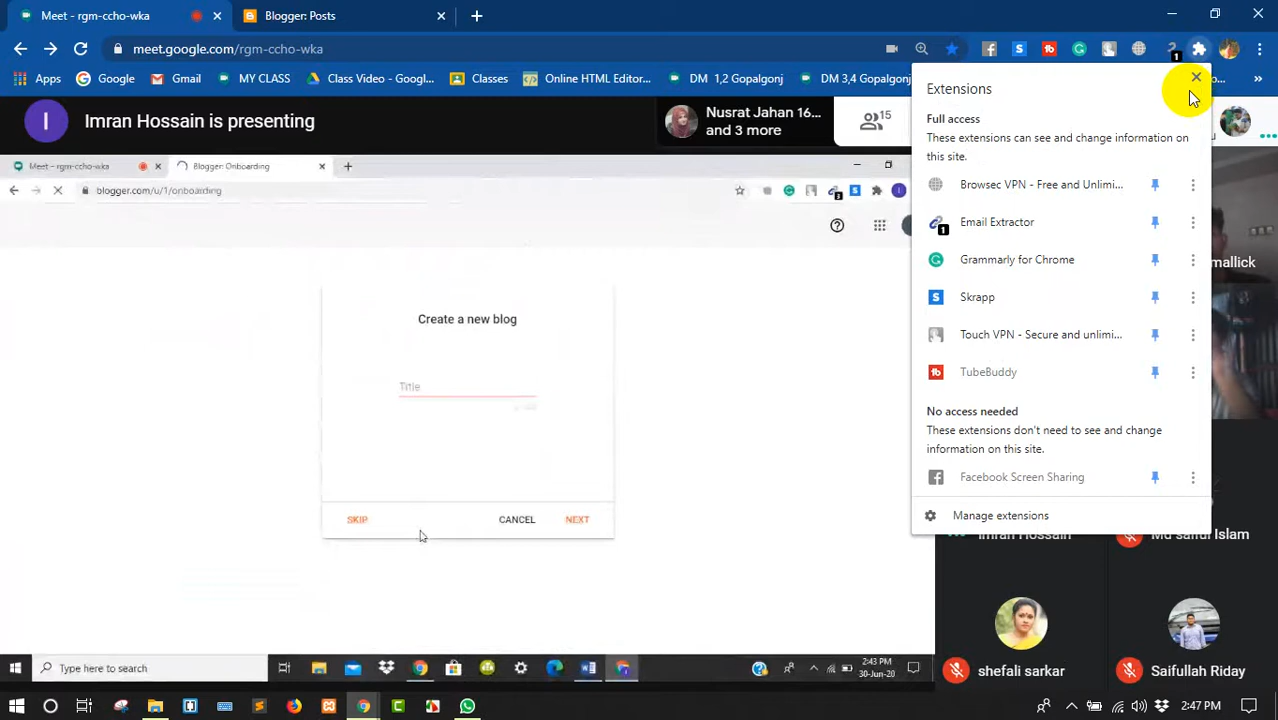 Meet - rgm-ccho-wka
Blogger: Posts
meet.google.com/rgm-ccho-wka
1
Apps
Google
Gmail
MY CLASS
Class Video - Googl...
Classes
Online HTML Editor...
DM 1,2 Gopalgonj
DM 3,4 Gopalgonj
»
I
Imran Hossain is presenting
Nusrat Jahan 16...
and 3 more
15
Meet - rgm-ccho-wka
Blogger: Onboarding
blogger.com/u/1/onboarding
3
I
Create a new blog
Title
SKIP
CANCEL
NEXT
Type here to search
2:43 PM
30-Jun-20
Extensions
Full access
These extensions can see and change information on
this site.
Browsec VPN - Free and Unlimi...
1
Email Extractor
Grammarly for Chrome
S
Skrapp
Touch VPN - Secure and unlimi...
tb
TubeBuddy
No access needed
These extensions don't need to see and change
information on this site.
Facebook Screen Sharing
Manage extensions
mallick
Imran Hossain
Md saiful Islam
shefali sarkar
Saifullah Riday
2:47 PM